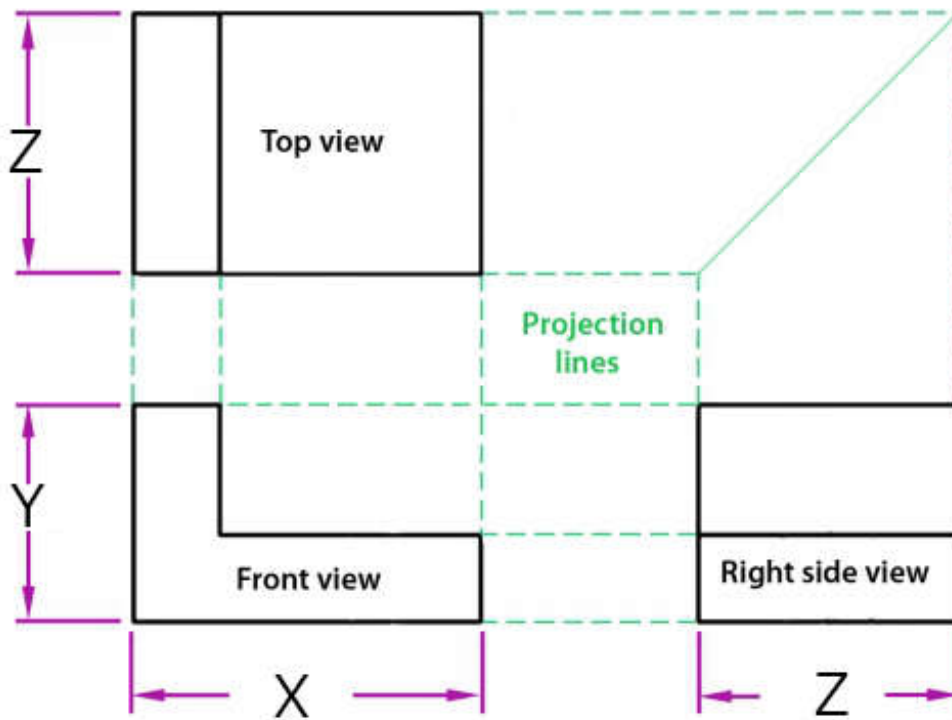 Z
Top view
Projection
lines
Y
Front view
Right side view
X
Z